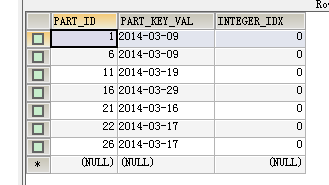 Row
PART_ID PART_KEY_VAL INTEGER_IDX
1 2014-03-09 0
6 2014-03-09 0
11 2014-03-19 0
16 2014-03-29 0
21 2014-03-16 0
22 2014-03-17 0
26 2014-03-17 0
* (NULL) (NULL) (NULL)